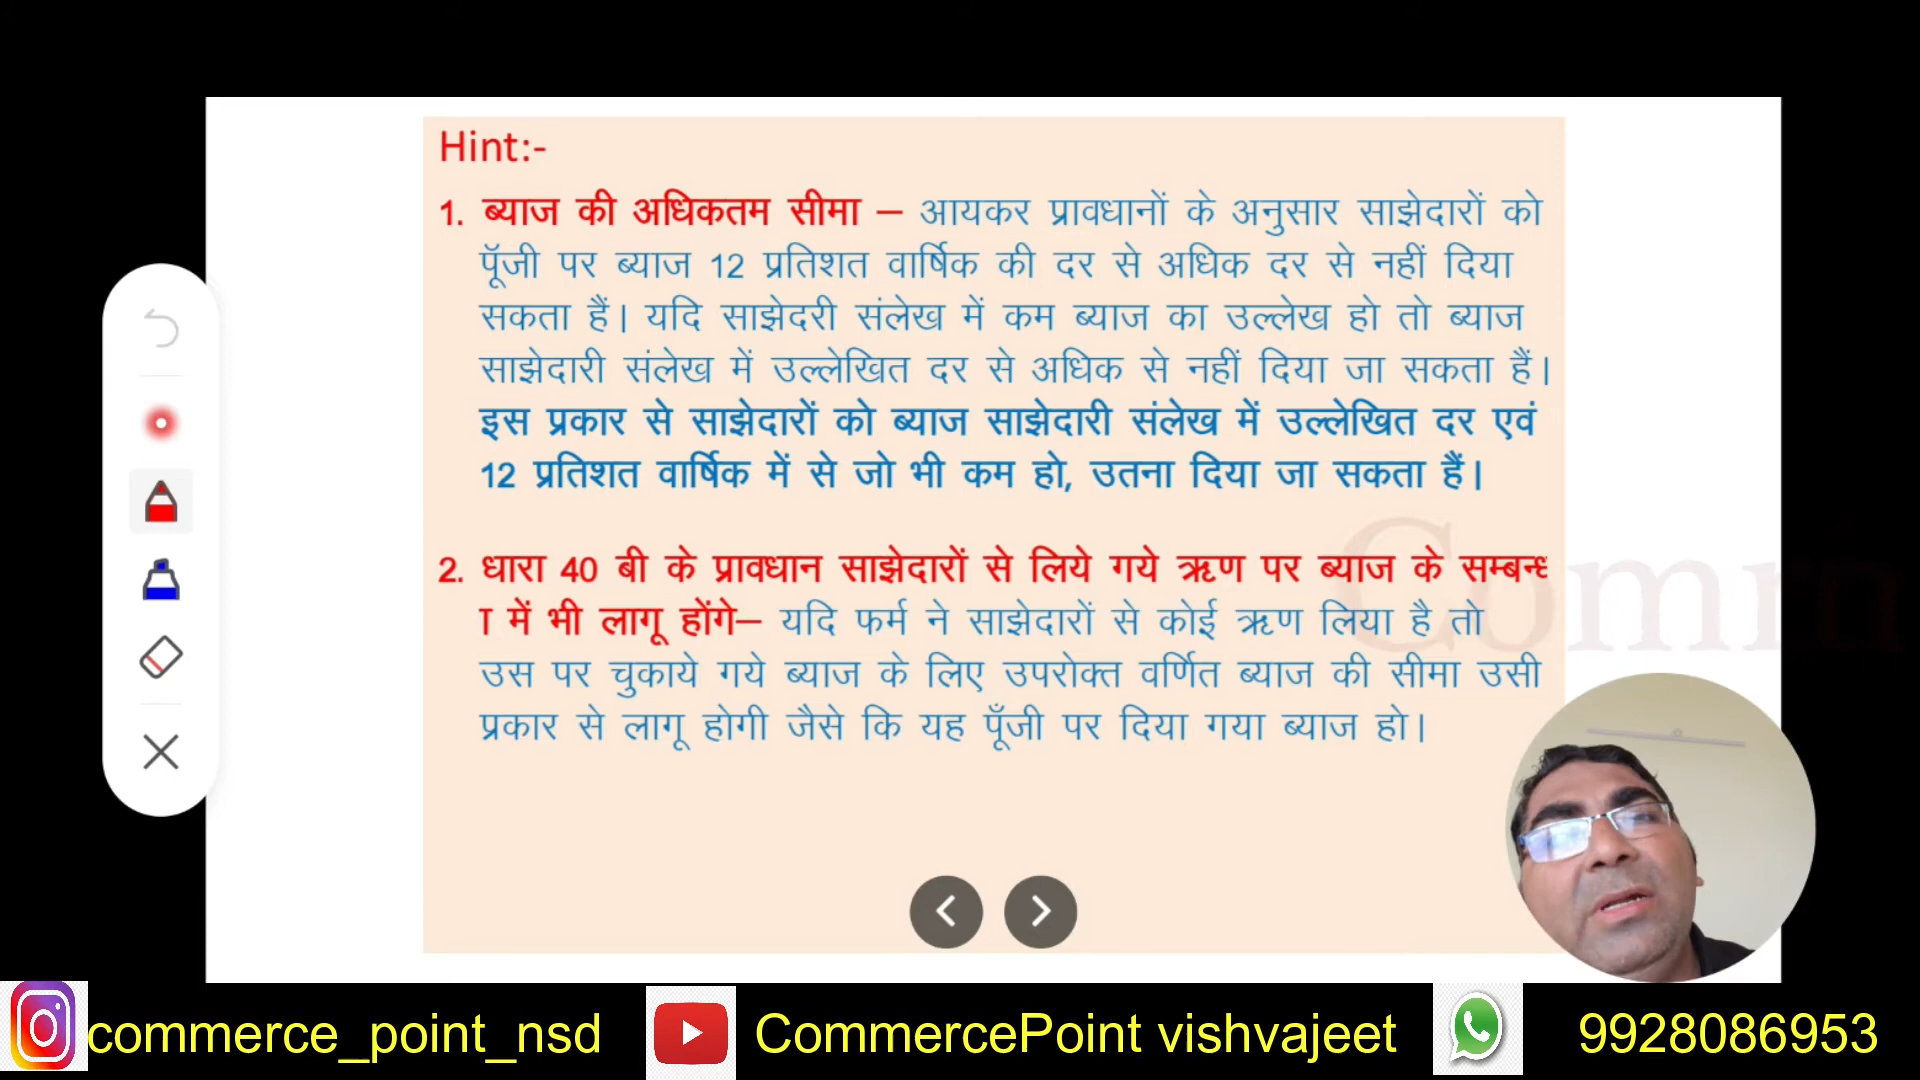 Hint:-
1. ब्याज की अधिकतम सीमा – आयकर प्रावधानों के अनुसार साझेदारों को
पूॅंजी पर ब्याज 12 प्रतिशत वार्षिक की दर से अधिक दर से नहीं दिया
सकता हैं। यदि साझेदरी संलेख में कम ब्याज का उल्लेख हो तो ब्याज
साझेदारी संलेख में उल्लेखित दर से अधिक से नहीं दिया जा सकता हैं।
इस प्रकार से साझेदारों को ब्याज साझेदारी संलेख में उल्लेखित दर एवं
12 प्रतिशत वार्षिक में से जो भी कम हो, उतना दिया जा सकता हैं।
2. धारा 40 बी के प्रावधान साझेदारों से लिये गये ऋण पर ब्याज के सम्बन्ध
ा में भी लागू होंगे– यदि फर्म ने साझेदारों से कोई ऋण लिया है तो
उस पर चुकाये गये ब्याज के लिए उपरोक्त वर्णित ब्याज की सीमा उसी
प्रकार से लागू होगी जैसे कि यह पूँजी पर दिया गया ब्याज हो।
commerce_point_nsd CommercePoint vishvajeet 9928086953